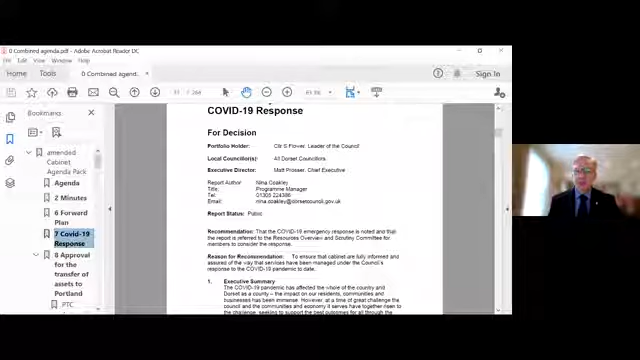 0 Combined agenda.pdf - Adobe Acrobat Reader DC
File Edit View Window Help
Home Tools 0 Combined agend... × Sign In
Bookmarks
amended Cabinet Agenda Pack
Agenda
2 Minutes
6 Forward Plan
7 Covid-19 Response
8 Approval for the transfer of assets to Portland
PTC
COVID-19 Response
For Decision
Portfolio Holder: Cllr S Flower, Leader of the Council
Local Councillor(s): All Dorset Councillors
Executive Director: Matt Prosser, Chief Executive
Report Author: Nina Coakley
Title: Programme Manager
Tel: 01305 224386
Email: nina.coakley@dorsetcouncil.gov.uk
Report Status: Public
Recommendation: That the COVID-19 emergency response is noted and that
the report is referred to the Resources Overview and Scrutiny Committee for
members to consider the response.
Reason for Recommendation: To ensure that cabinet are fully informed and
assured of the way that services have been managed under the Council's
response to the COVID-19 pandemic to date.
1. Executive Summary
The COVID-19 pandemic has affected the whole of the country and
Dorset as a county – the impact on our residents, communities and
businesses has been immense. However, at a time of great challenge the
council and the communities and economy it serves have together risen to
the challenge, seeking to support the best outcomes for all through the